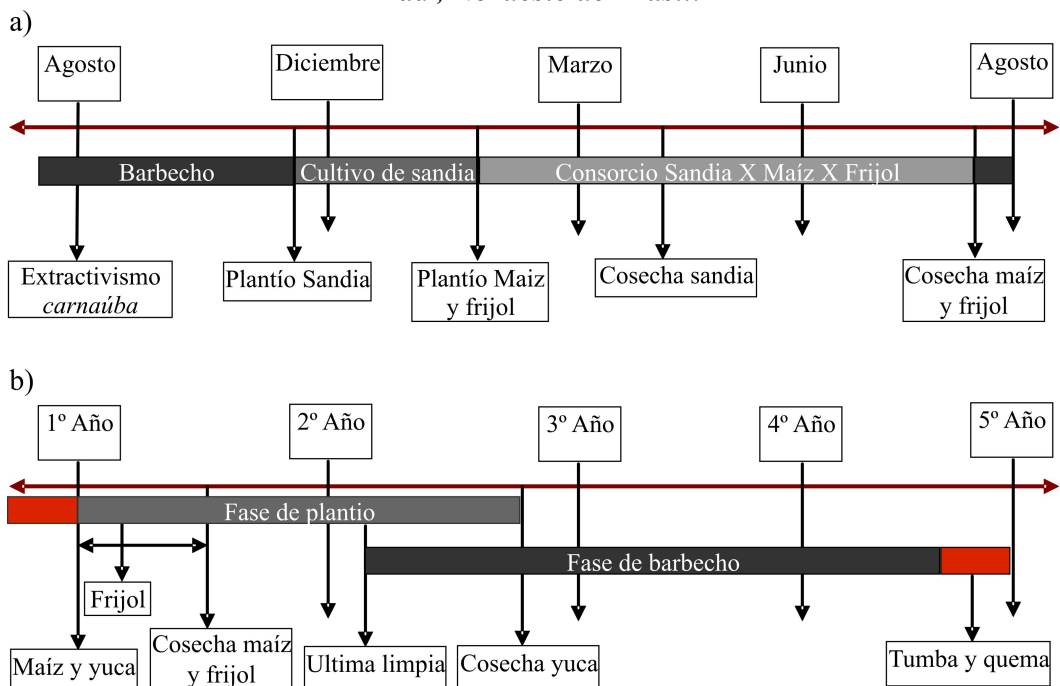 a)
Agosto
Diciembre
Marzo
Junio
Agosto
Barbecho
Cultivo de sandia
Consorcio Sandia X Maíz X Frijol
Extractivismo
carnaúba
Plantío Sandia
Plantío Maiz
y frijol
Cosecha sandia
Cosecha maíz
y frijol
b)
1º Año
2º Año
3º Año
4º Año
5º Año
Fase de plantio
Fase de barbecho
Frijol
Maíz y yuca
Cosecha maíz
y frijol
Ultima limpia
Cosecha yuca
Tumba y quema